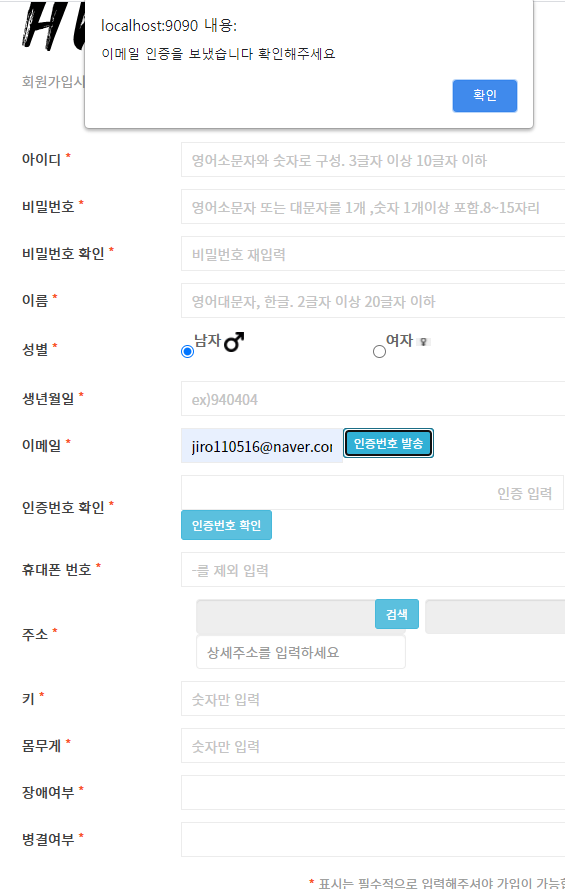 localhost:9090 내용:
이메일 인증을 보냈습니다 확인해주세요
확인
회원가입시
아이디 * 영어소문자와 숫자로 구성. 3글자 이상 10글자 이하
비밀번호 * 영어소문자 또는 대문자를 1개 ,숫자 1개이상 포함.8~15자리
비밀번호 확인 * 비밀번호 재입력
이름 * 영어대문자, 한글. 2글자 이상 20글자 이하
성별 * 남자 여자
생년월일 * ex)940404
이메일 * jiro110516@naver.con 인증번호 발송
인증번호 확인 * 인증 입력
인증번호 확인
휴대폰 번호 * -를 제외 입력
주소 * 검색
상세주소를 입력하세요
키 * 숫자만 입력
몸무게 * 숫자만 입력
장애여부 *
병결여부 *
* 표시는 필수적으로 입력해주셔야 가입이 가능합